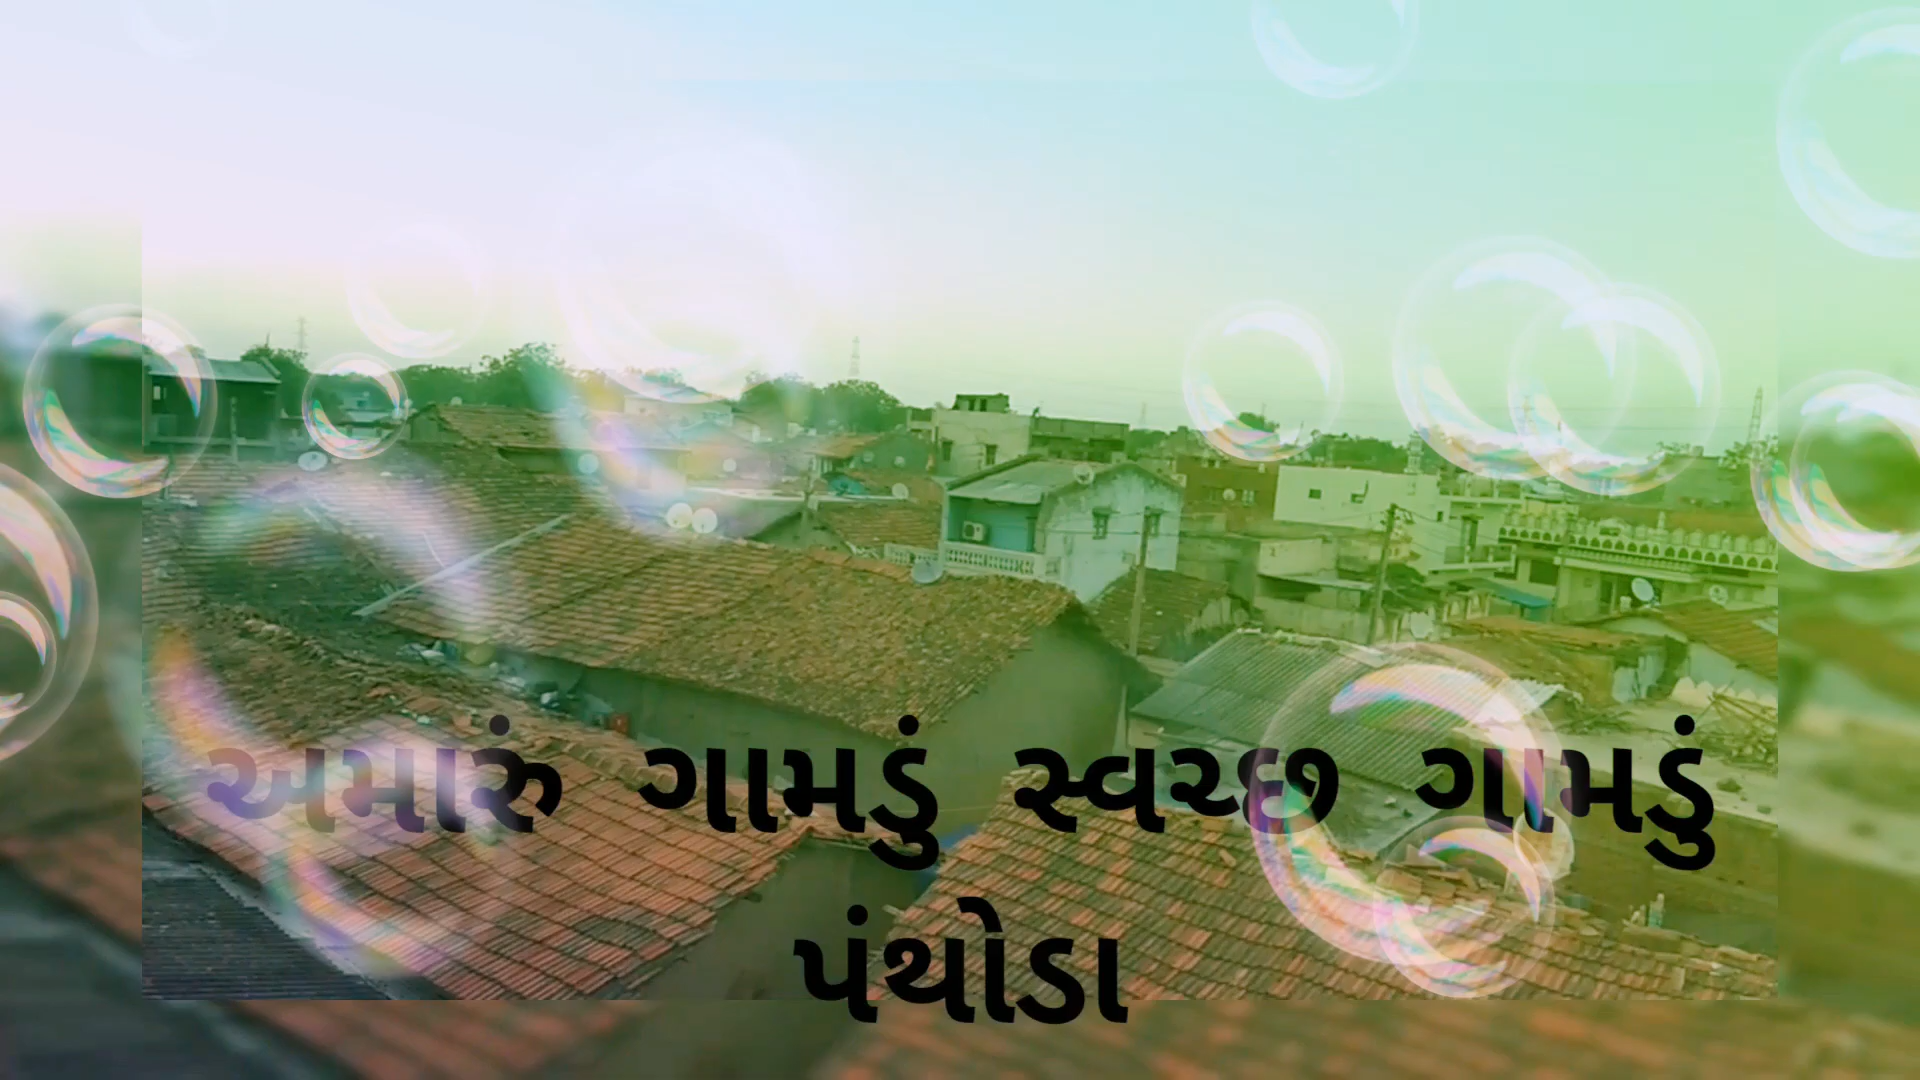 અમારું ગામડું સ્વચ્છ ગામડું
પંથોડા